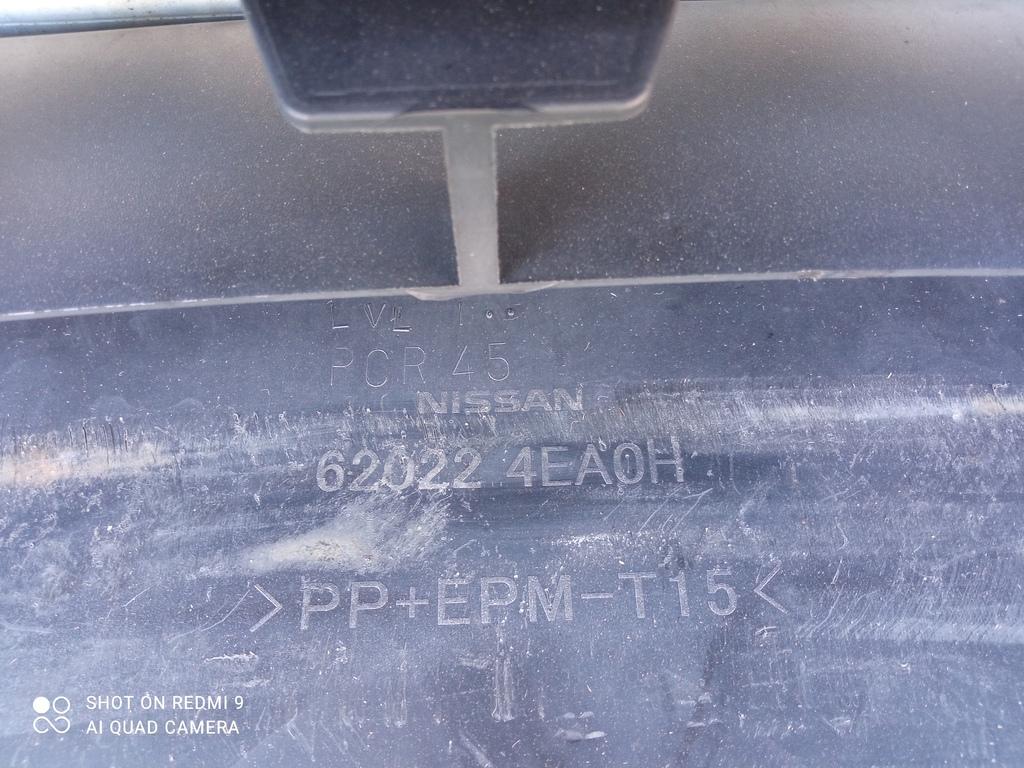 PCR 45
NISSAN
62022 4EA0H
>PP+EPM-T15<
SHOT ON REDMI 9
AI QUAD CAMERA